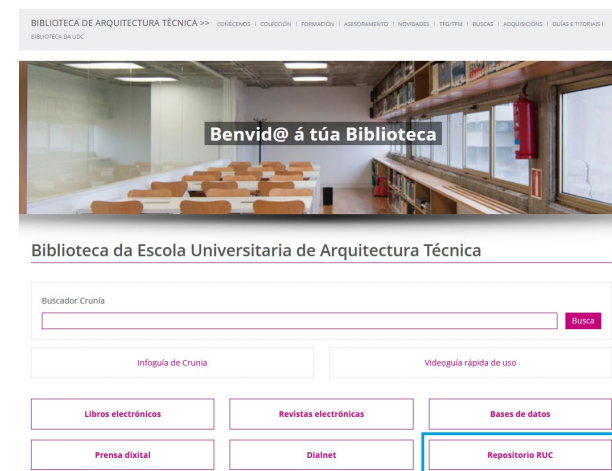 BIBLIOTECA DE ARQUITECTURA TÉCNICA >> COÑÉCENOS | COLECCIÓN | FORMACIÓN | ASESORAMENTO | NOVIDADES | TFG/TFM | BUSCAS | ADQUISICIÓNS | GUÍAS E TITORIAIS |
BIBLIOTECA DA UDC
Benvid@ á túa Biblioteca
Biblioteca da Escola Universitaria de Arquitectura Técnica
Buscador Crunia
Busca
Infoguía de Crunia Videoguía rápida de uso
Libros electrónicos Revistas electrónicas Bases de datos
Prensa dixital Dialnet Repositorio RUC